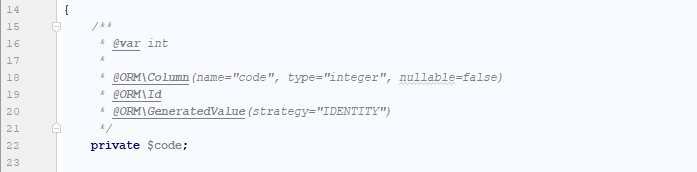 14 {
15 /**
16 * @var int
17 *
18 * @ORM\Column(name="code", type="integer", nullable=false)
19 * @ORM\Id
20 * @ORM\GeneratedValue(strategy="IDENTITY")
21 */
22 private $code;
23